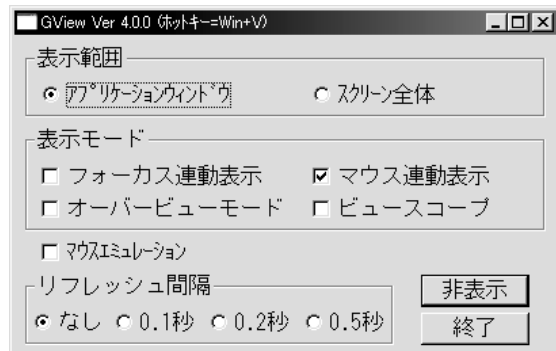 GView Ver 4.0.0 (ﾎｯﾄｷｰ=Win+V)
表示範囲
ｱﾌﾟﾘｹｰｼｮﾝｳｨﾝﾄﾞｳ ｽｸﾘｰﾝ全体
表示モード
フォーカス連動表示 マウス連動表示
オーバービューモード ビュースコープ
ﾏｳｽｴﾐｭﾚｰｼｮﾝ
リフレッシュ間隔
なし 0.1秒 0.2秒 0.5秒
非表示
終了